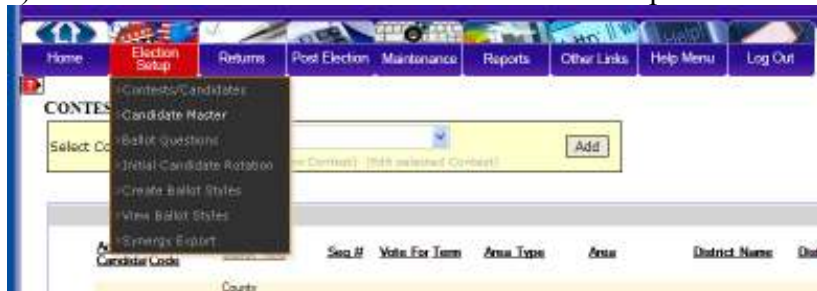 Home Election Setup Returns Post Election Maintenance Reports Other Links Help Menu Log Out
Contests/Candidates
CONTES
Candidate Master
Select Co
Add
Ballot Questions
Initial Candidate Rotation
[Edit selected Contest]
Create Ballot Styles
View Ballot Styles
Synergy Export
Candidate Code Seq # Vote For Term Area Type Area District Name
County